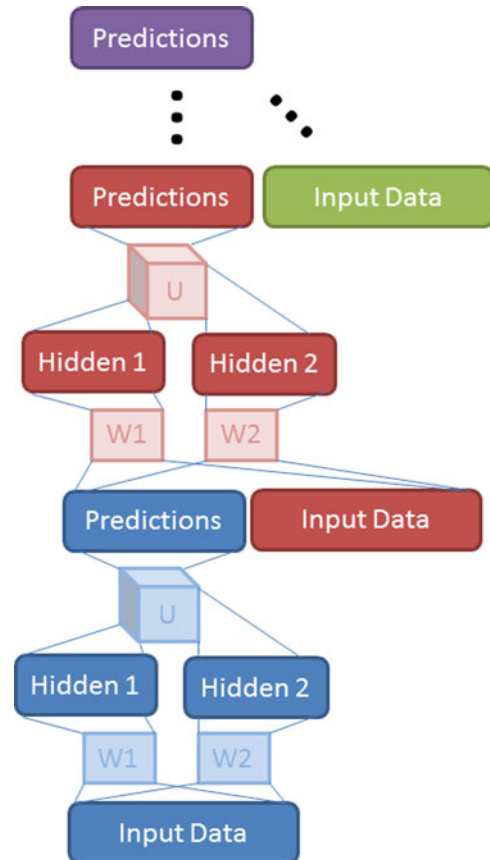 Predictions
Predictions Input Data
U
Hidden 1 Hidden 2
W1 W2
Predictions Input Data
U
Hidden 1 Hidden 2
W1 W2
Input Data